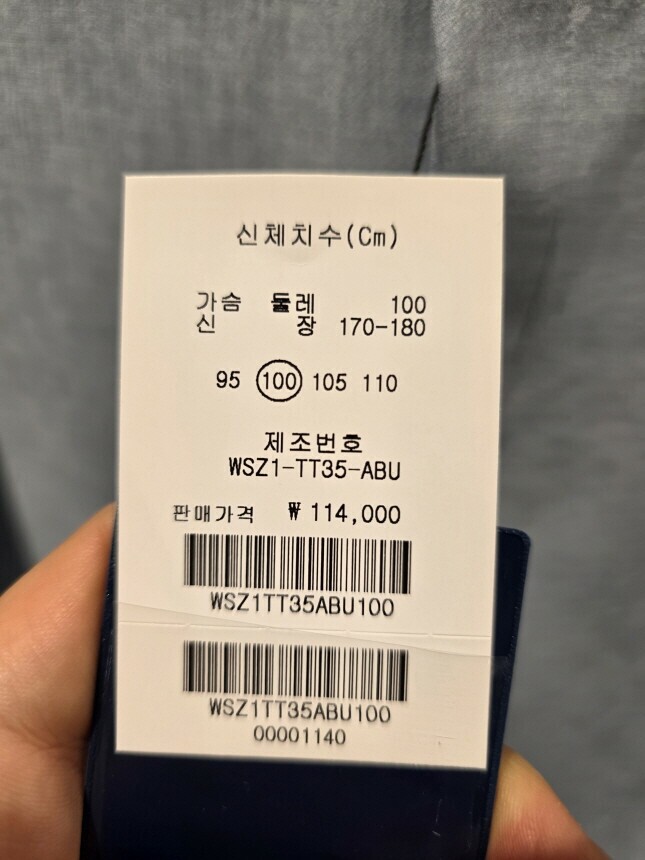 신체치수(Cm)
가슴 둘레 100
신 장 170-180
95 100 105 110
제조번호
WSZ1-TT35-ABU
판매가격 ₩ 114,000
WSZ1TT35ABU100
WSZ1TT35ABU100
00001140